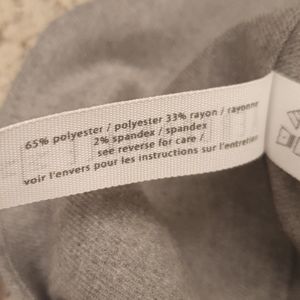 65% polyester / polyester 33% rayon / rayonne
2% spandex / spandex
see reverse for care /
voir l'envers pour les instructions sur l'entretien